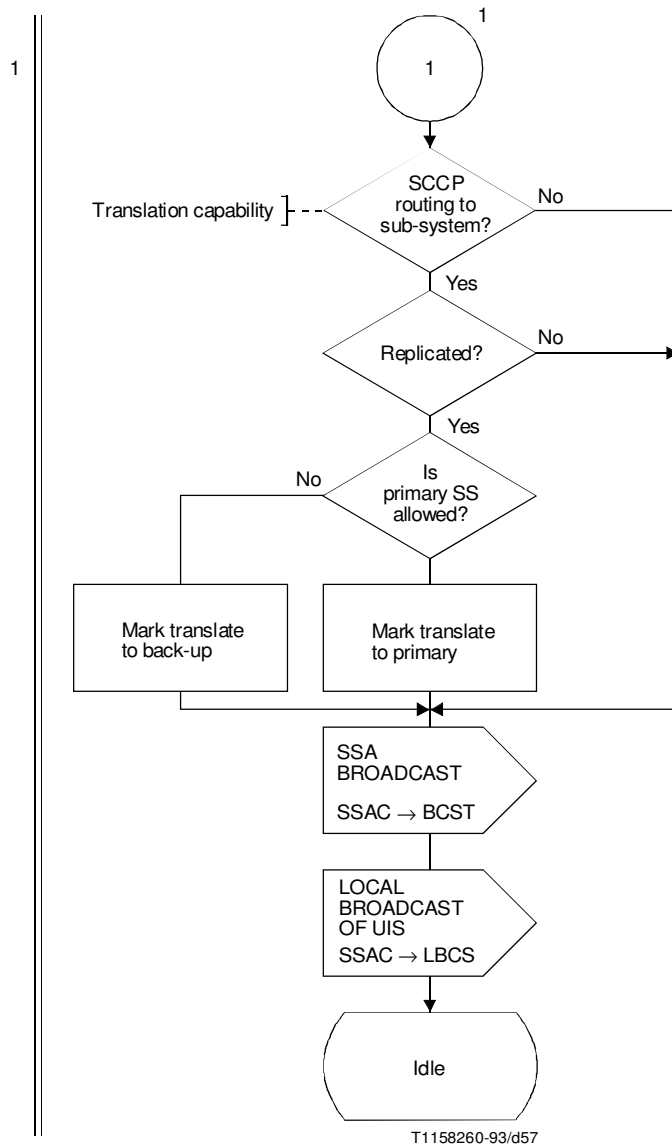 1
1
1
SCCP
routing to
sub-system?
No
Translation capability
Yes
Replicated?
No
Yes
No
Is
primary SS
allowed?
Mark translate
to back-up
Mark translate
to primary
SSA
BROADCAST
SSAC → BCST
LOCAL
BROADCAST
OF UIS
SSAC → LBCS
Idle
T1158260-93/d57